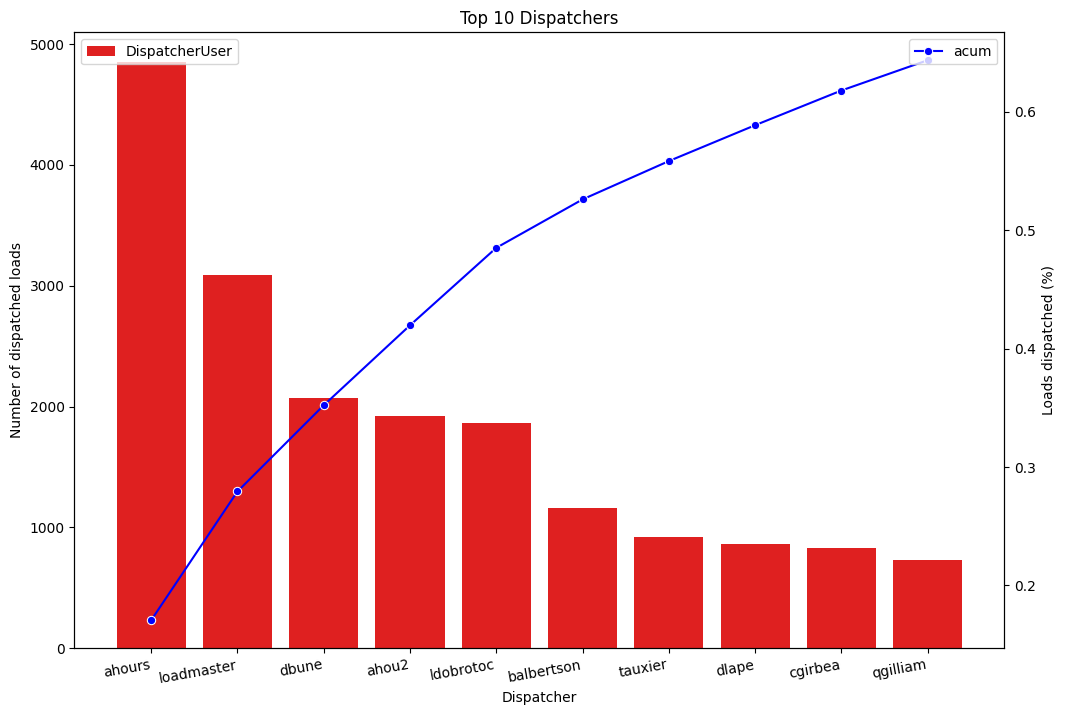 Top 10 Dispatchers
DispatcherUser
acum
Number of dispatched loads
5000
4000
3000
2000
1000
0
Loads dispatched (%)
0.6
0.5
0.4
0.3
0.2
ahours
loadmaster
dbune
ahou2
ldobrotoc
balbertson
tauxier
dlape
cgirbea
qgilliam
Dispatcher